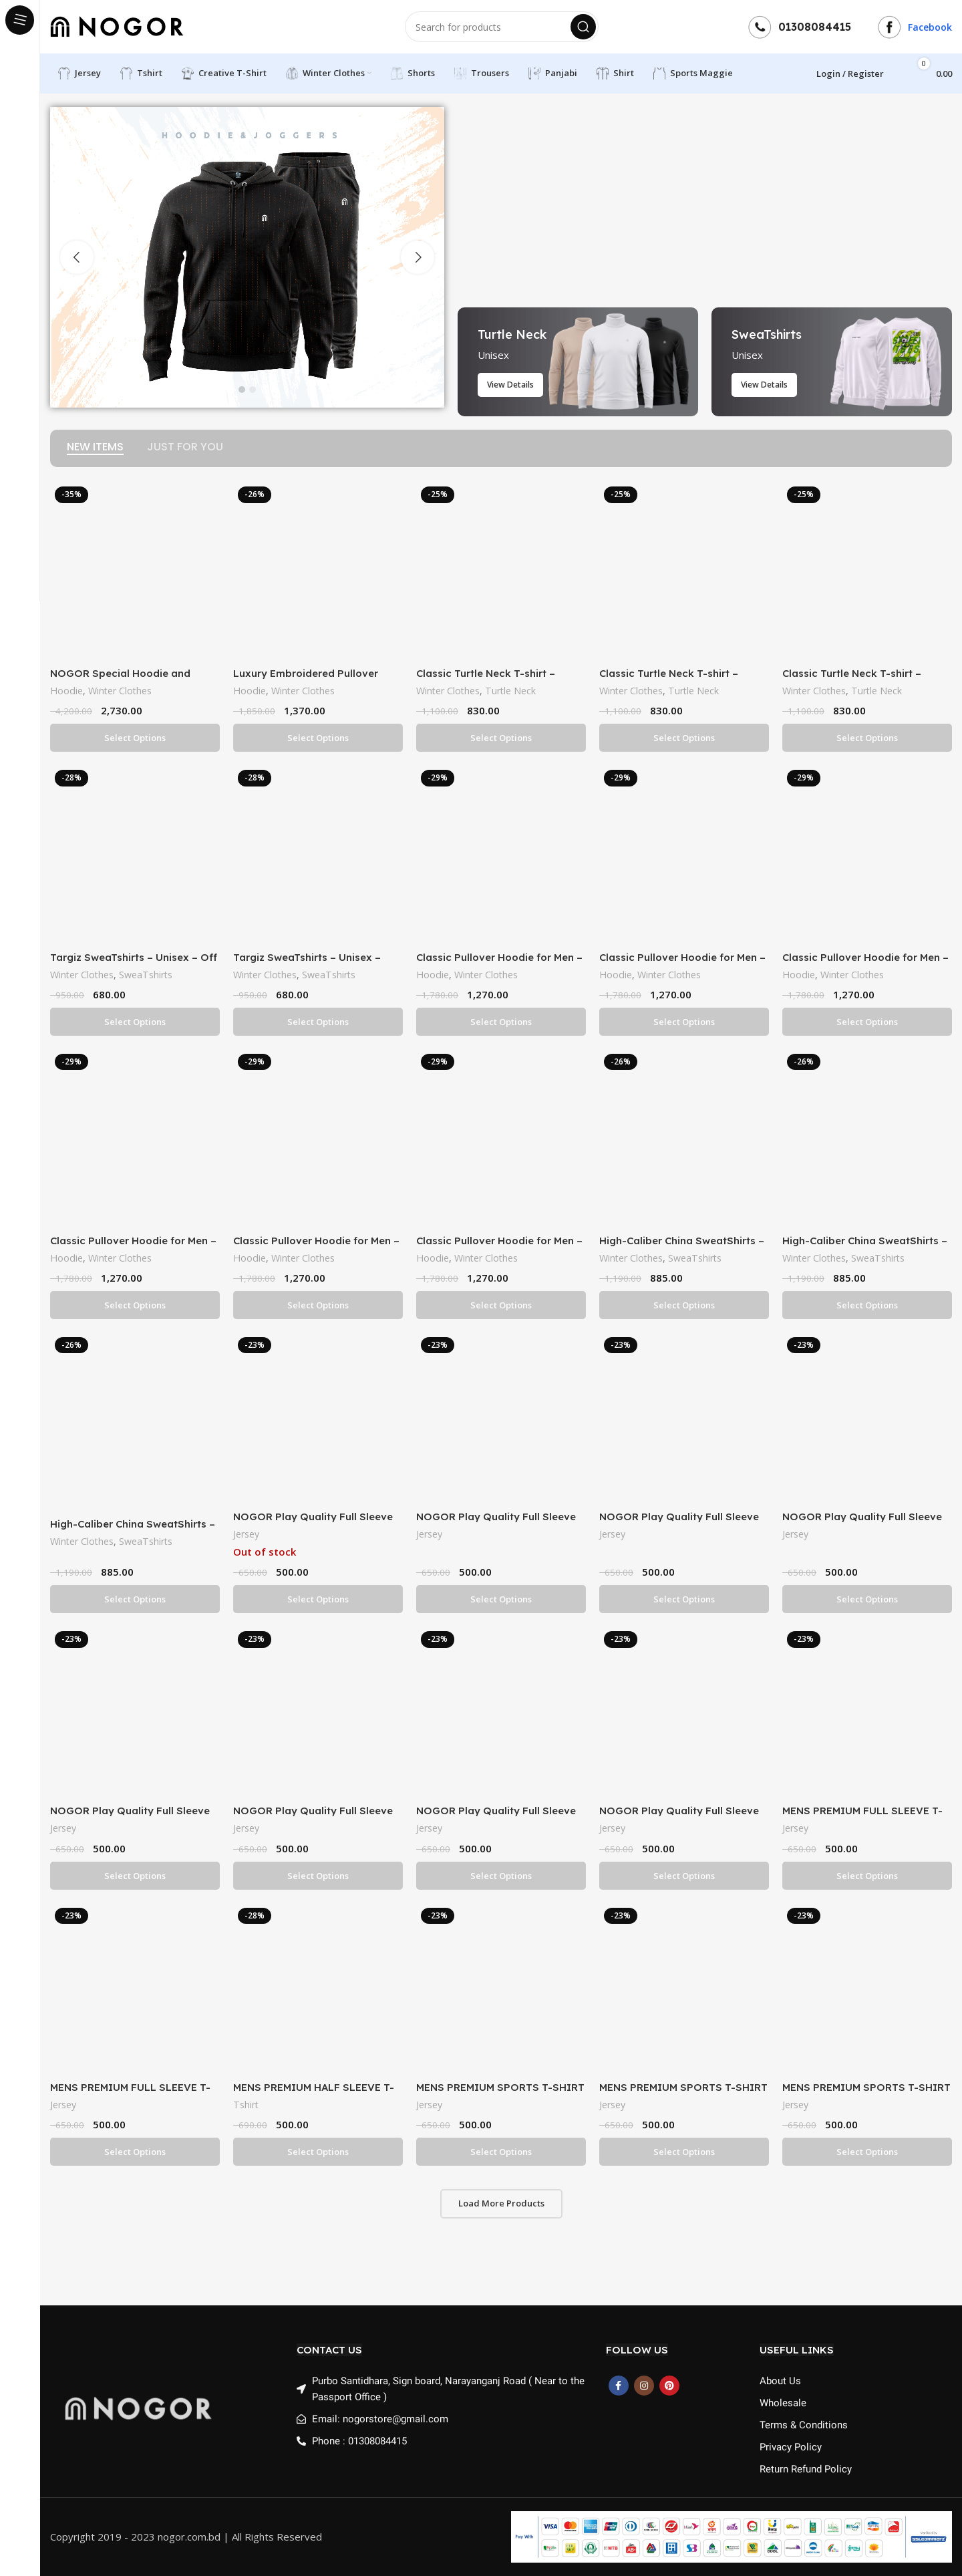 NOGOR
Search for products
01308084415
Facebook
Jersey Tshirt Creative T-Shirt Winter Clothes Shorts Trousers Panjabi Shirt Sports Maggie
Login / Register
0
0.00
HOODIE&JOGGERS
Turtle Neck
Unisex
View Details
SweaTshirts
Unisex
View Details
NEW ITEMS JUST FOR YOU
-35% -26% -25% -25% -25%
NOGOR Special Hoodie and Luxury Embroidered Pullover Classic Turtle Neck T-shirt – Classic Turtle Neck T-shirt – Classic Turtle Neck T-shirt –
Hoodie, Winter Clothes Hoodie, Winter Clothes Winter Clothes, Turtle Neck Winter Clothes, Turtle Neck Winter Clothes, Turtle Neck
4,200.00 2,730.00 1,850.00 1,370.00 1,100.00 830.00 1,100.00 830.00 1,100.00 830.00
Select Options Select Options Select Options Select Options Select Options
-28% -28% -29% -29% -29%
Targiz SweaTshirts – Unisex – Off Targiz SweaTshirts – Unisex – Classic Pullover Hoodie for Men – Classic Pullover Hoodie for Men – Classic Pullover Hoodie for Men –
Winter Clothes, SweaTshirts Winter Clothes, SweaTshirts Hoodie, Winter Clothes Hoodie, Winter Clothes Hoodie, Winter Clothes
950.00 680.00 950.00 680.00 1,780.00 1,270.00 1,780.00 1,270.00 1,780.00 1,270.00
Select Options Select Options Select Options Select Options Select Options
-29% -29% -29% -26% -26%
Classic Pullover Hoodie for Men – Classic Pullover Hoodie for Men – Classic Pullover Hoodie for Men – High-Caliber China SweatShirts – High-Caliber China SweatShirts –
Hoodie, Winter Clothes Hoodie, Winter Clothes Hoodie, Winter Clothes Winter Clothes, SweaTshirts Winter Clothes, SweaTshirts
1,780.00 1,270.00 1,780.00 1,270.00 1,780.00 1,270.00 1,190.00 885.00 1,190.00 885.00
Select Options Select Options Select Options Select Options Select Options
-26% -23% -23% -23% -23%
High-Caliber China SweatShirts – NOGOR Play Quality Full Sleeve NOGOR Play Quality Full Sleeve NOGOR Play Quality Full Sleeve NOGOR Play Quality Full Sleeve
Winter Clothes, SweaTshirts Jersey Jersey Jersey Jersey
Out of stock
1,190.00 885.00 650.00 500.00 650.00 500.00 650.00 500.00 650.00 500.00
Select Options Select Options Select Options Select Options Select Options
-23% -23% -23% -23% -23%
NOGOR Play Quality Full Sleeve NOGOR Play Quality Full Sleeve NOGOR Play Quality Full Sleeve NOGOR Play Quality Full Sleeve MENS PREMIUM FULL SLEEVE T-
Jersey Jersey Jersey Jersey Jersey
650.00 500.00 650.00 500.00 650.00 500.00 650.00 500.00 650.00 500.00
Select Options Select Options Select Options Select Options Select Options
-23% -28% -23% -23% -23%
MENS PREMIUM FULL SLEEVE T- MENS PREMIUM HALF SLEEVE T- MENS PREMIUM SPORTS T-SHIRT MENS PREMIUM SPORTS T-SHIRT MENS PREMIUM SPORTS T-SHIRT
Jersey Tshirt Jersey Jersey Jersey
650.00 500.00 690.00 500.00 650.00 500.00 650.00 500.00 650.00 500.00
Select Options Select Options Select Options Select Options Select Options
Load More Products
NOGOR
CONTACT US
Purbo Santidhara, Sign board, Narayanganj Road ( Near to the
Passport Office )
Email: nogorstore@gmail.com
Phone : 01308084415
FOLLOW US
USEFUL LINKS
About Us
Wholesale
Terms & Conditions
Privacy Policy
Return Refund Policy
Copyright 2019 - 2023 nogor.com.bd | All Rights Reserved
Pay With
VISA